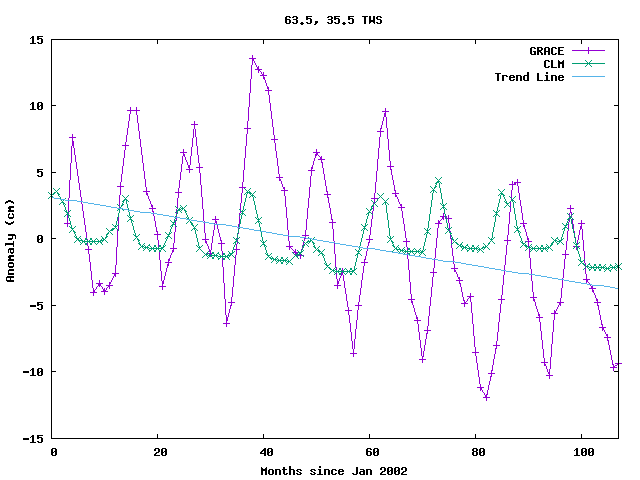 63.5, 35.5 TWS
GRACE
CLM
Trend Line
15
10
5
0
-5
-10
-15
Anomaly (cm)
0 20 40 60 80 100
Months since Jan 2002